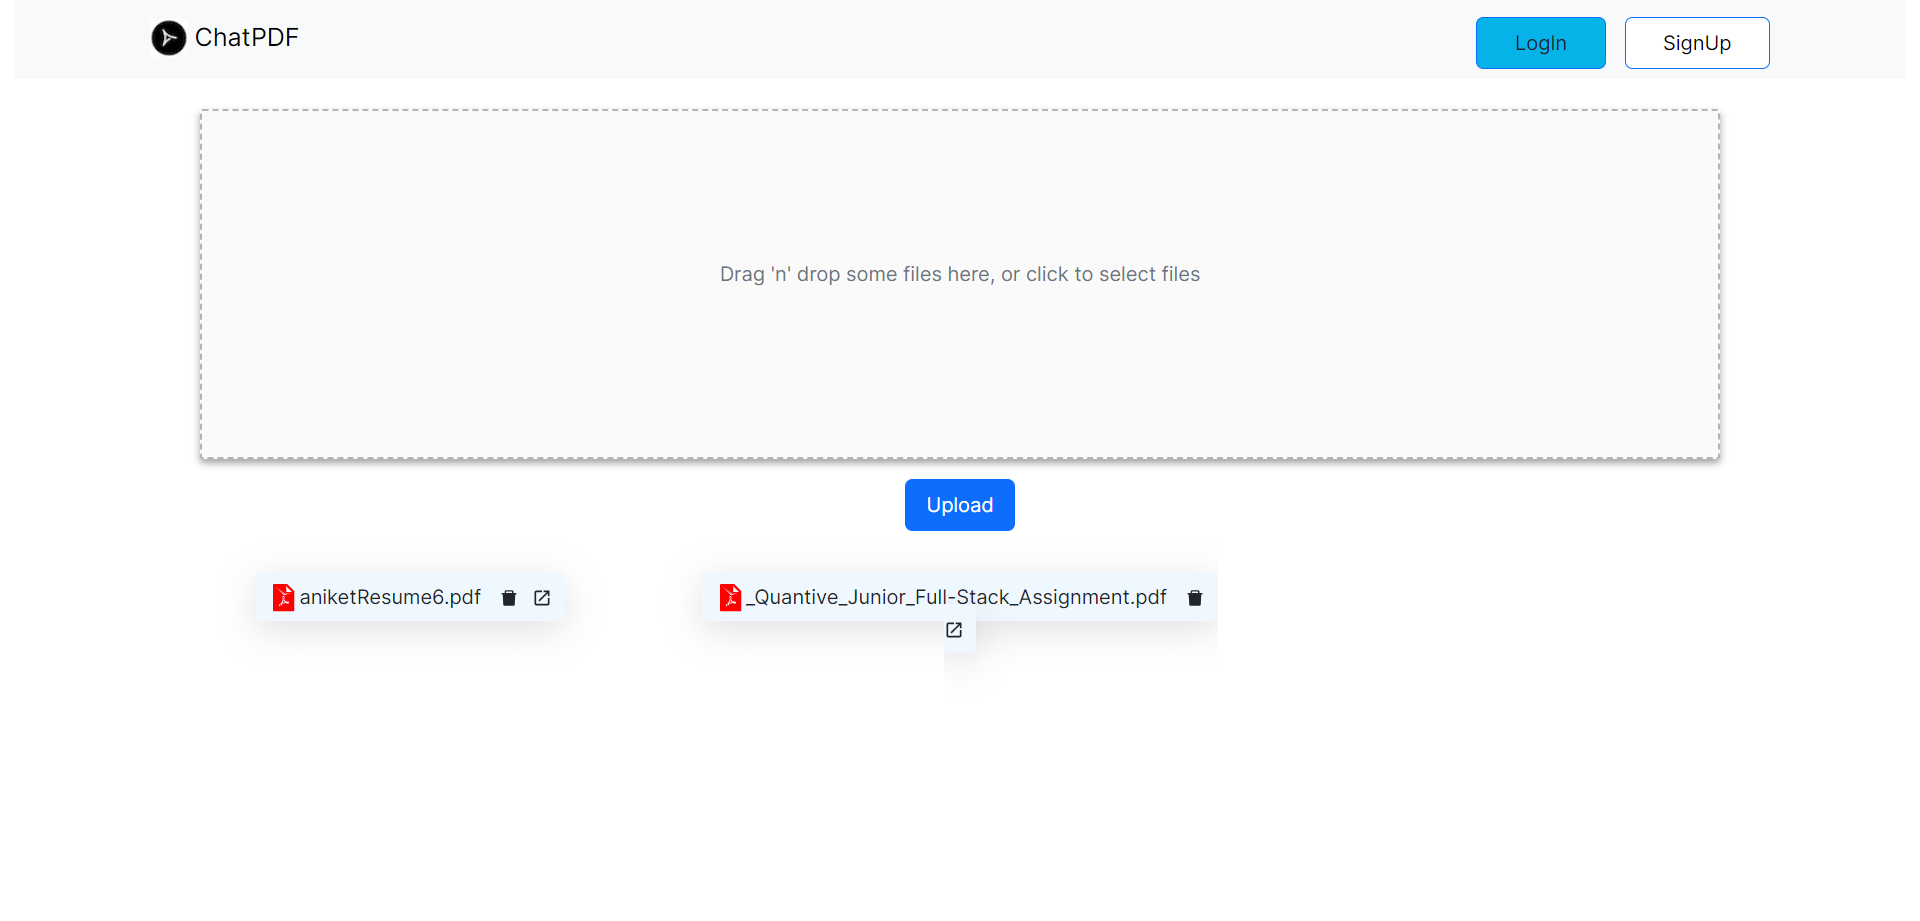 ChatPDF
LogIn
SignUp
Drag 'n' drop some files here, or click to select files
Upload
aniketResume6.pdf
_Quantive_Junior_Full-Stack_Assignment.pdf